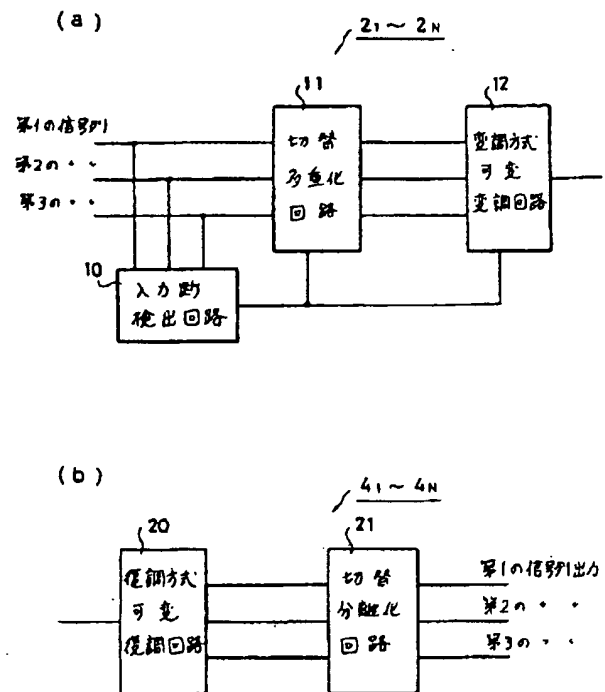 (a)
2₁ ~ 2ₙ
11
12
第1の信号列
第2の 〃 〃
第3の 〃 〃
切替
多重化
回路
変調方式
可変
変調回路
10
入力断
検出回路
(b)
4₁ ~ 4ₙ
20
21
復調方式
可変
復調回路
切替
分離化
回路
第1の信号列出力
第2の 〃 〃
第3の 〃 〃